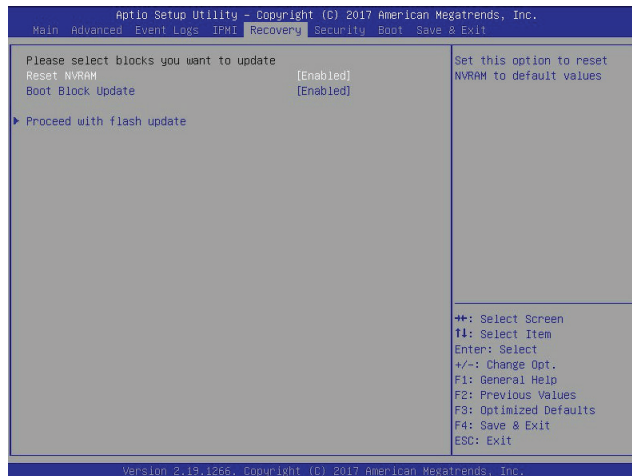 Aptio Setup Utility – Copyright (C) 2017 American Megatrends, Inc.
Main Advanced Event Logs IPMI Recovery Security Boot Save & Exit
Please select blocks you want to update
Reset NVRAM [Enabled]
Boot Block Update [Enabled]
Proceed with flash update
Set this option to reset
NVRAM to default values
: Select Screen
↑↓: Select Item
Enter: Select
+/-: Change Opt.
F1: General Help
F2: Previous Values
F3: Optimized Defaults
F4: Save & Exit
ESC: Exit
Version 2.19.1266. Copyright (C) 2017 American Megatrends, Inc.